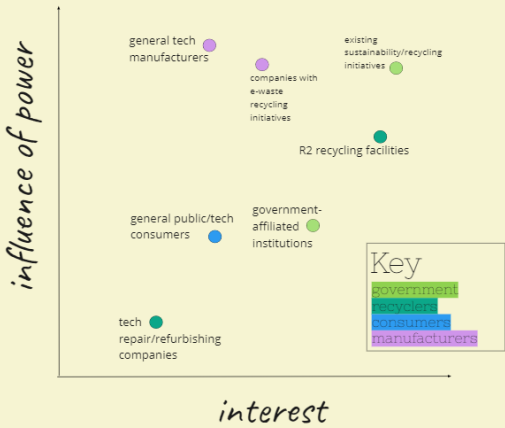 influence of power
general tech
manufacturers
companies with
e-waste
recycling
initiatives
existing
sustainability/recycling
initiatives
R2 recycling facilities
general public/tech
consumers
government-
affiliated
institutions
tech
repair/refurbishing
companies
Key
government
recyclers
consumers
manufacturers
interest